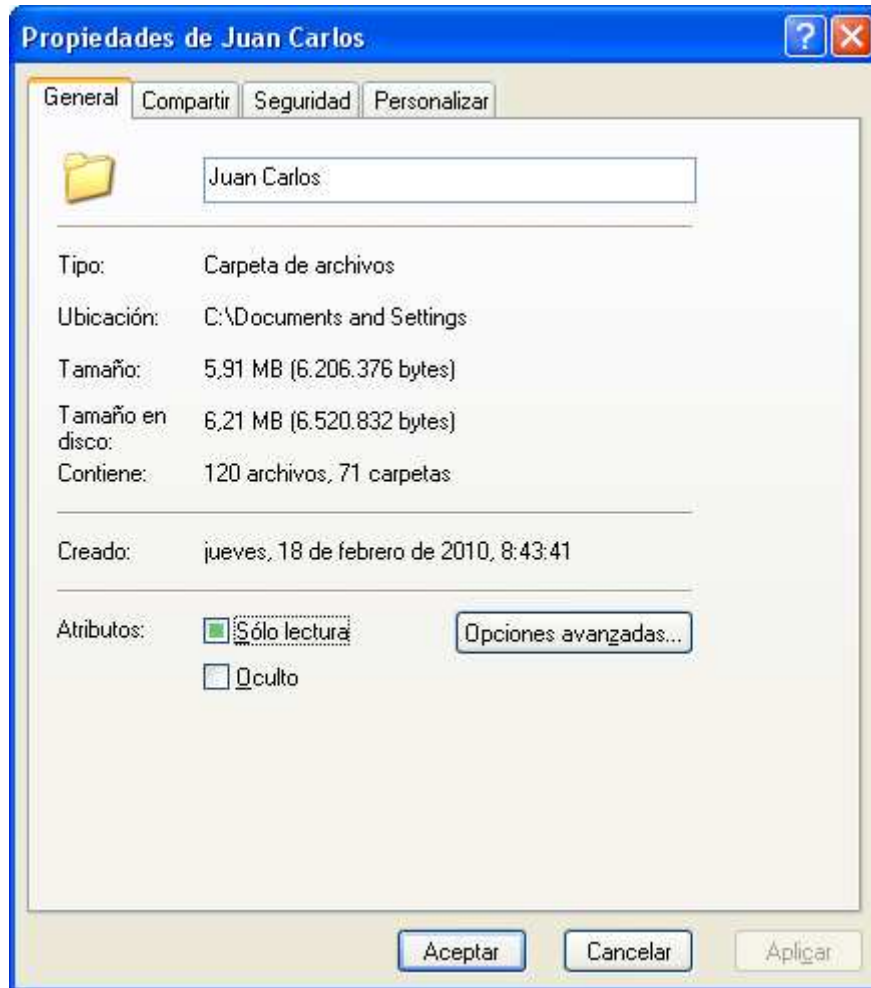 Propiedades de Juan Carlos
General Compartir Seguridad Personalizar
Juan Carlos
Tipo: Carpeta de archivos
Ubicación: C:\Documents and Settings
Tamaño: 5,91 MB (6.206.376 bytes)
Tamaño en disco: 6,21 MB (6.520.832 bytes)
Contiene: 120 archivos, 71 carpetas
Creado: jueves, 18 de febrero de 2010, 8:43:41
Atributos: Sólo lectura Opciones avanzadas...
Oculto
Aceptar Cancelar Aplicar